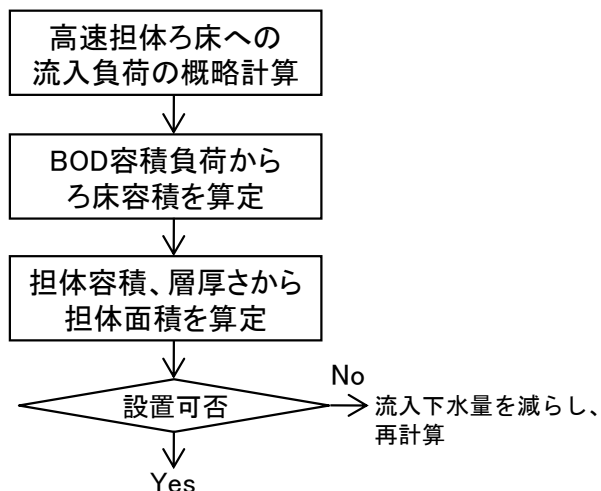 高速担体ろ床への
流入負荷の概略計算
BOD容積負荷から
ろ床容積を算定
担体容積、層厚さから
担体面積を算定
設置可否
No
流入下水量を減らし、
再計算
Yes